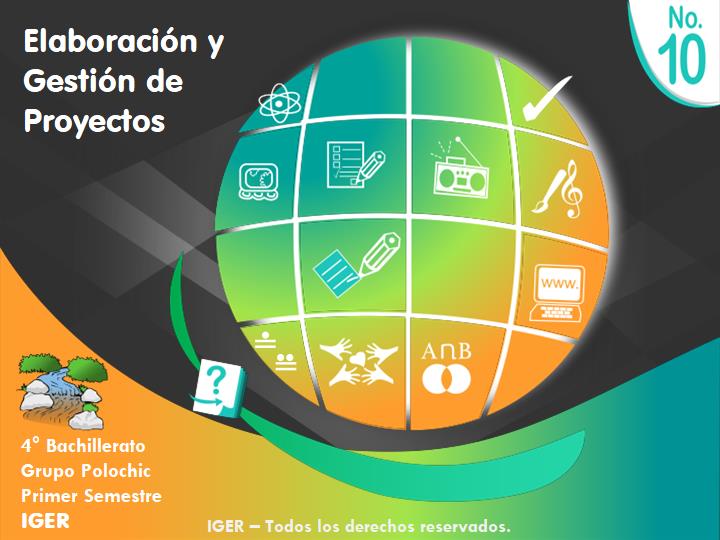 Elaboración y
Gestión de
Proyectos
No.
10
www.
A∩B
?
4° Bachillerato
Grupo Polochic
Primer Semestre
IGER
IGER – Todos los derechos reservados.